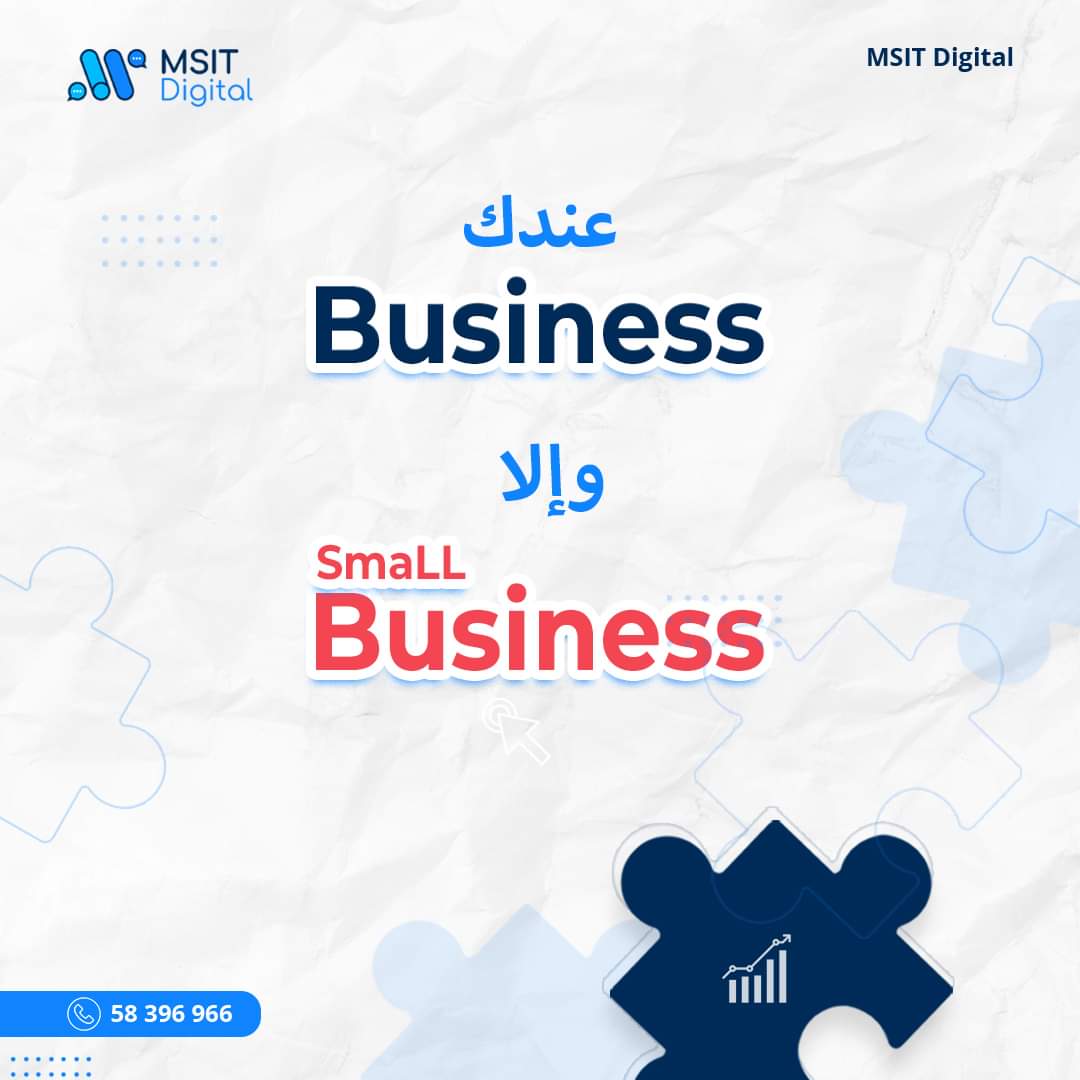 MSIT
Digital
MSIT Digital
عندك
Business
وإلا
SmaLL
Business
58 396 966